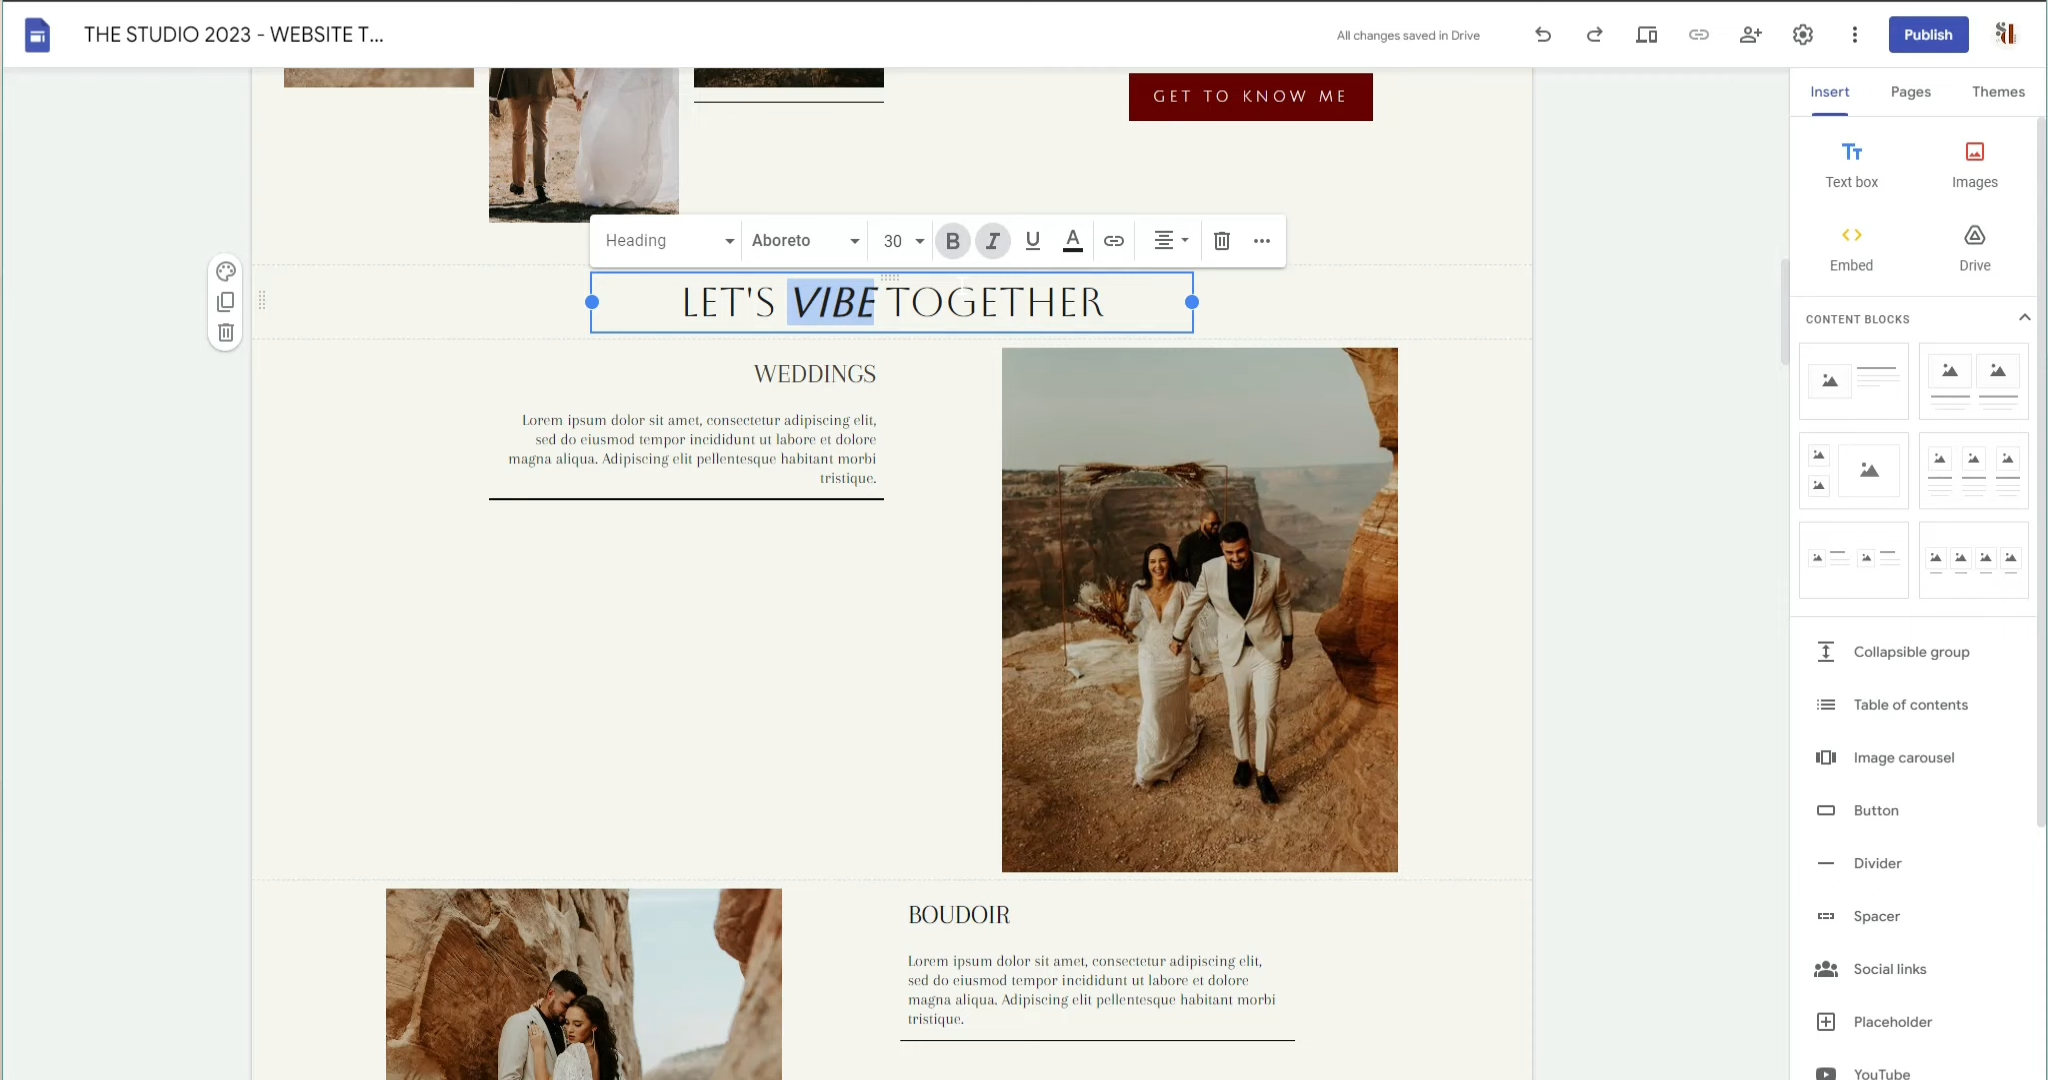 THE STUDIO 2023 - WEBSITE T...
All changes saved in Drive
Publish
GET TO KNOW ME
Insert
Pages
Themes
Text box
Images
Embed
Drive
Heading
Aboreto
30
B
I
U
A
LET'S VIBE TOGETHER
CONTENT BLOCKS
WEDDINGS
Lorem ipsum dolor sit amet, consectetur adipiscing elit,
sed do eiusmod tempor incididunt ut labore et dolore
magna aliqua. Adipiscing elit pellentesque habitant morbi
tristique.
BOUDOIR
Lorem ipsum dolor sit amet, consectetur adipiscing elit,
sed do eiusmod tempor incididunt ut labore et dolore
magna aliqua. Adipiscing elit pellentesque habitant morbi
tristique.
Collapsible group
Table of contents
Image carousel
Button
Divider
Spacer
Social links
Placeholder
YouTube